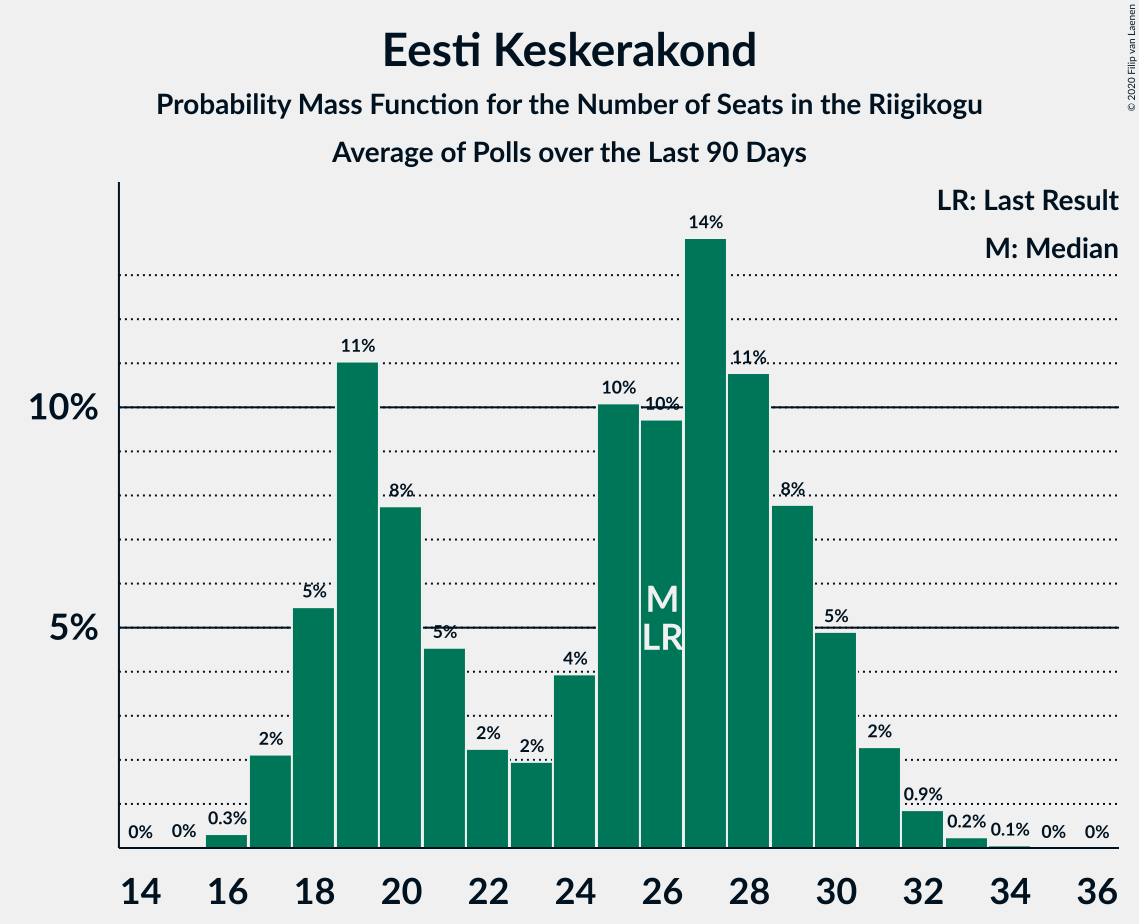 Eesti Keskerakond
Probability Mass Function for the Number of Seats in the Riigikogu
Average of Polls over the Last 90 Days
© 2020 Filip van Laenen
LR: Last Result
M: Median
10%
5%
0%
0%
0.3%
2%
5%
11%
8%
5%
2%
2%
4%
10%
10%
14%
11%
8%
5%
2%
0.9%
0.2%
0.1%
0%
0%
M
LR
14 16 18 20 22 24 26 28 30 32 34 36